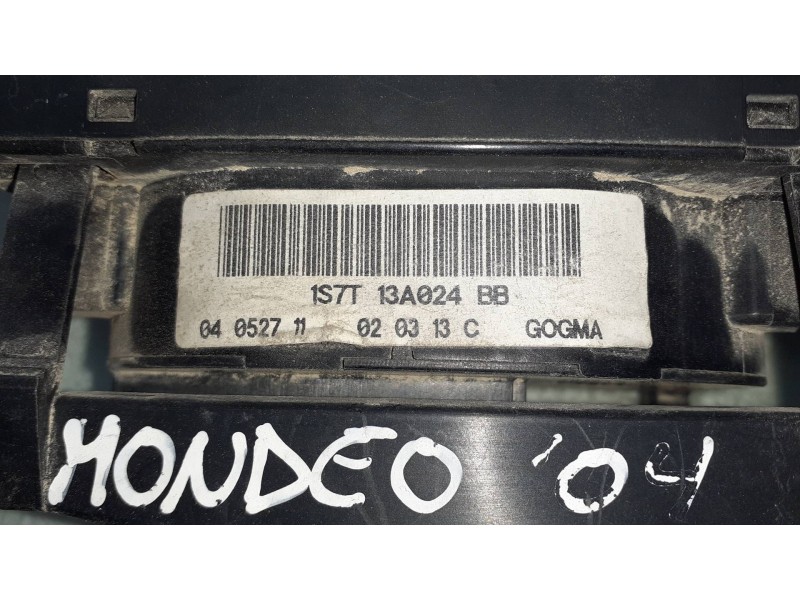 1S7T 13A024 BB
04 0527 11 02 03 13 C GOGMA
MONDEO '04